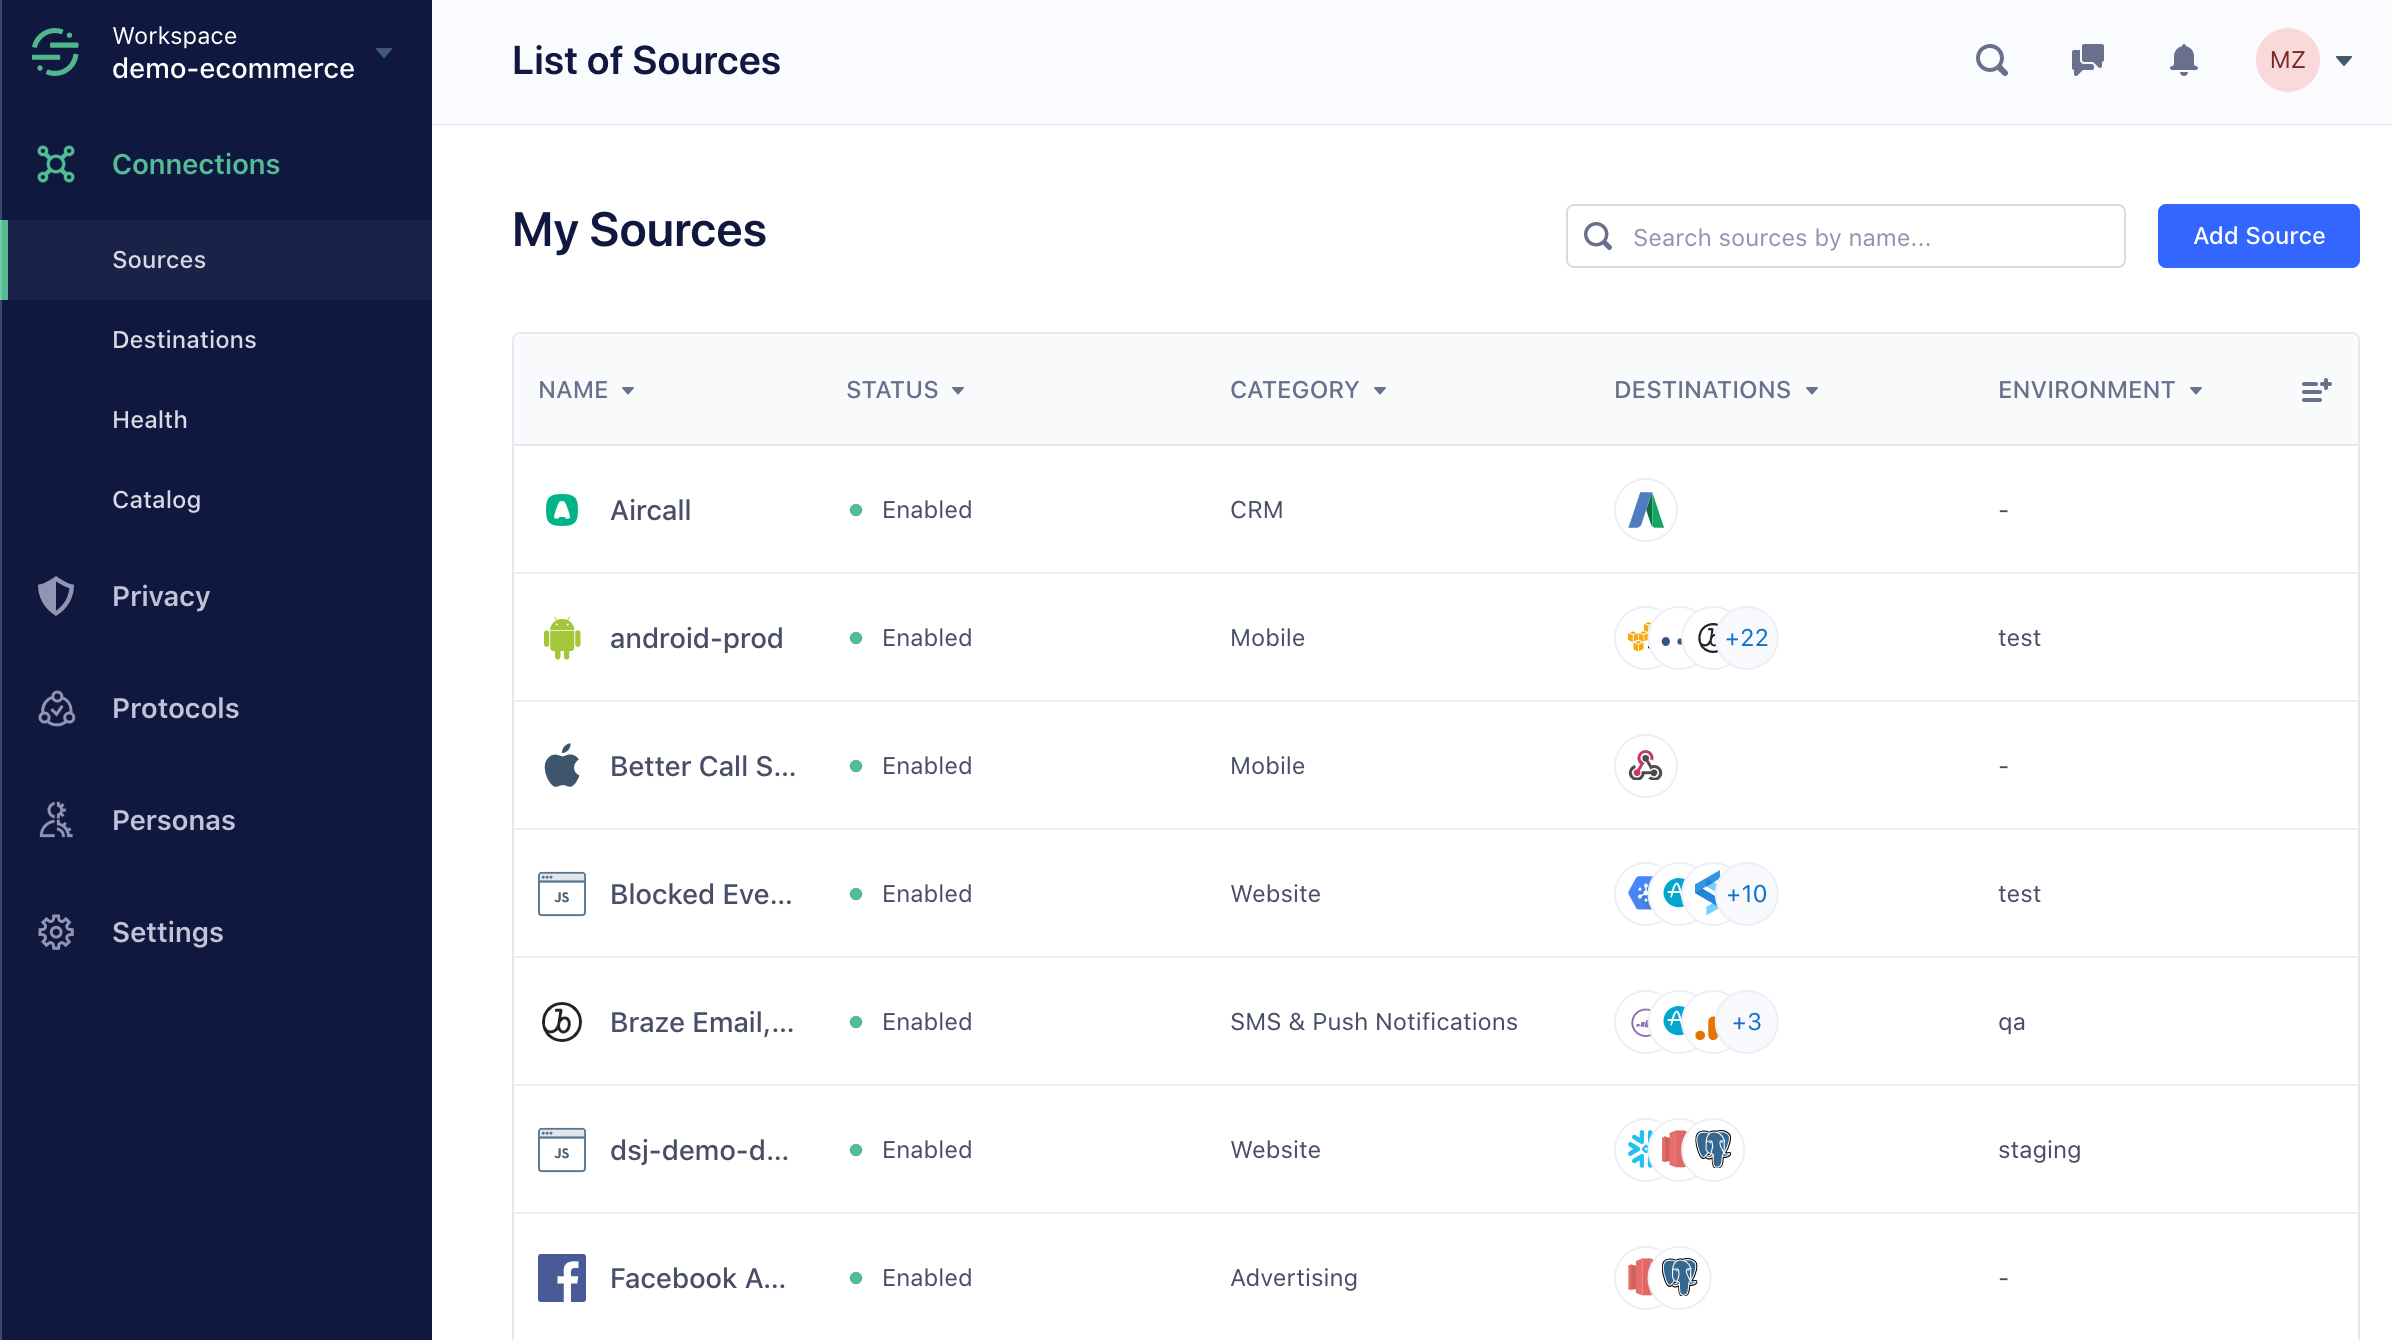 Workspace
demo-ecommerce
Connections
Sources
Destinations
Health
Catalog
Privacy
Protocols
Personas
Settings
List of Sources
MZ
My Sources
Search sources by name...
Add Source
NAME STATUS CATEGORY DESTINATIONS ENVIRONMENT
Aircall Enabled CRM -
android-prod Enabled Mobile +22 test
Better Call S... Enabled Mobile -
JS Blocked Eve... Enabled Website +10 test
Braze Email,... Enabled SMS & Push Notifications +3 qa
JS dsj-demo-d... Enabled Website staging
Facebook A... Enabled Advertising -